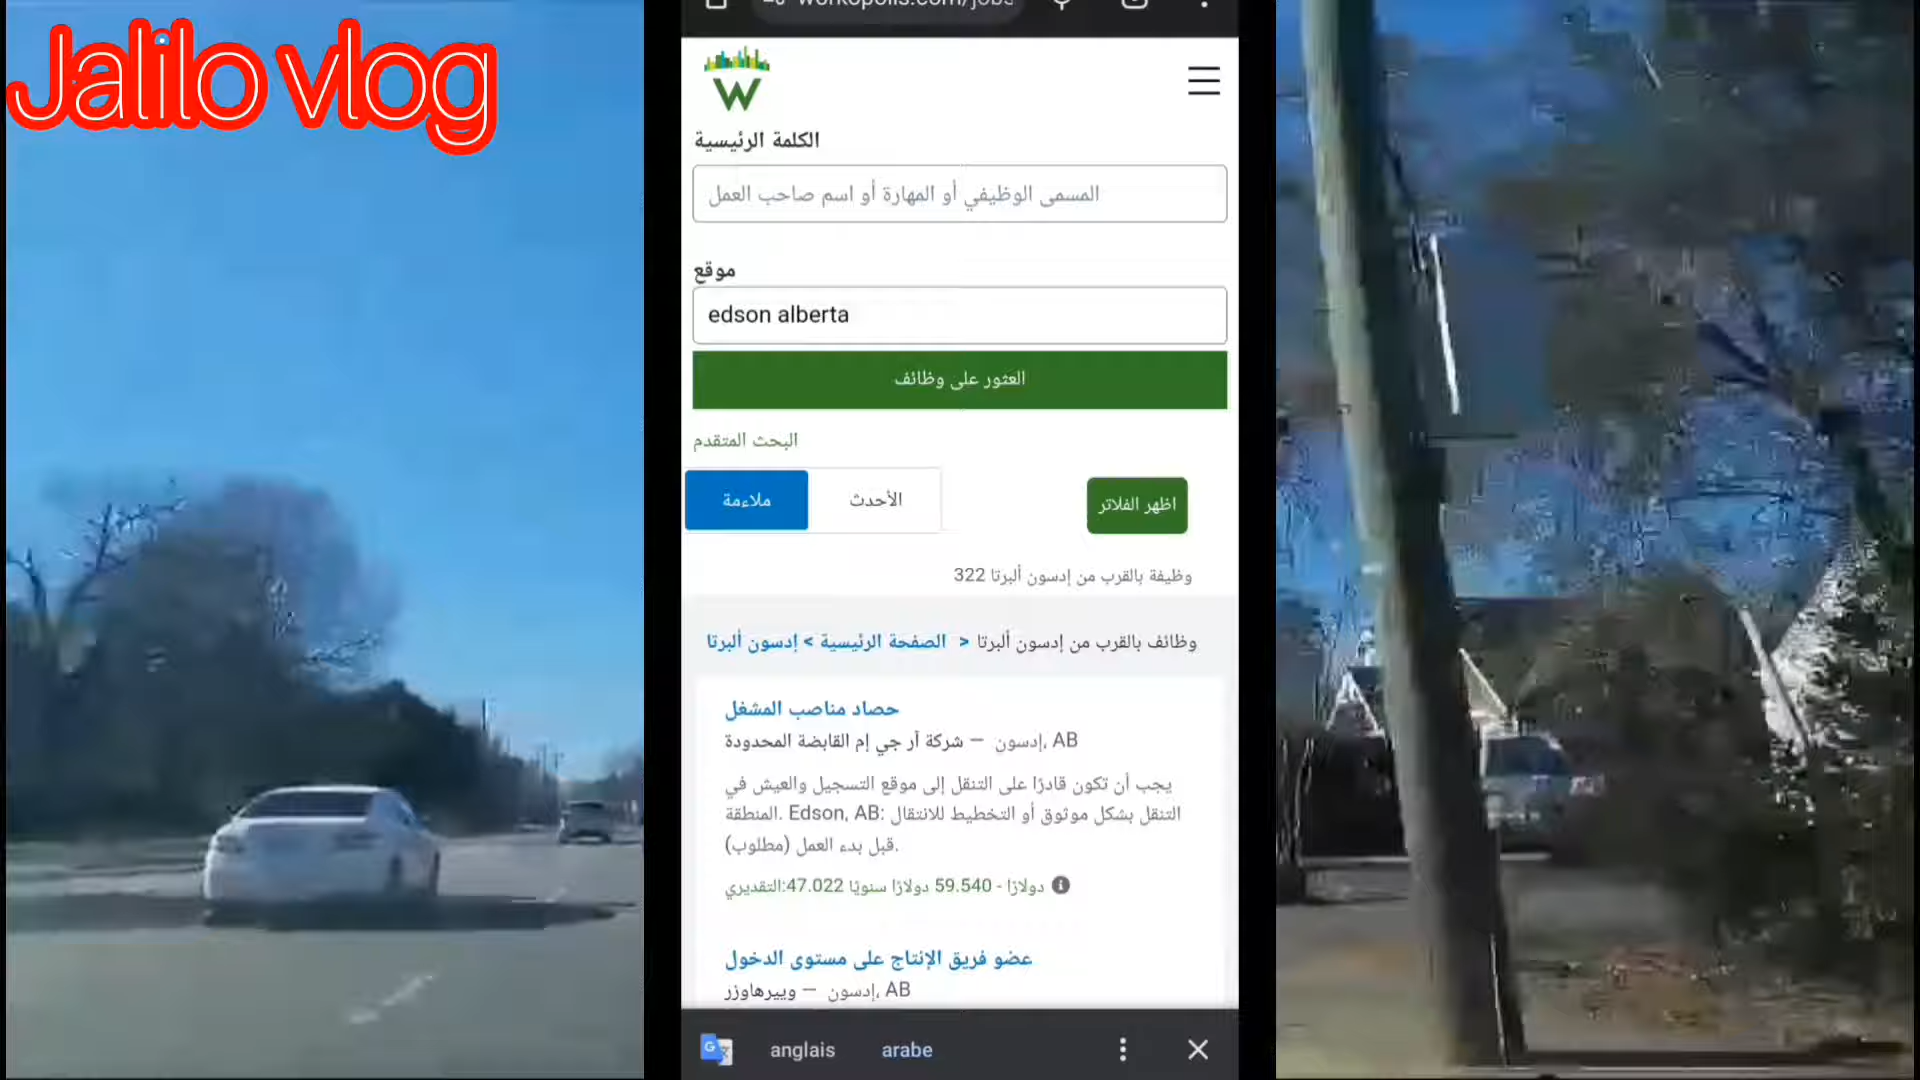 Jalilo vlog
workopolis.com/jobs
W
الكلمة الرئيسية
المسمى الوظيفي أو المهارة أو اسم صاحب العمل
موقع
edson alberta
العثور على وظائف
البحث المتقدم
ملاءمة
الأحدث
اظهر الفلاتر
وظيفة بالقرب من إدسون ألبرتا 322
وظائف بالقرب من إدسون ألبرتا < الصفحة الرئيسية > إدسون ألبرتا
حصاد مناصب المشغل
شركة آر جي إم القابضة المحدودة — إدسون، AB
يجب أن تكون قادرًا على التنقل إلى موقع التسجيل والعيش في
المنطقة. Edson, AB: التنقل بشكل موثوق أو التخطيط للانتقال
قبل بدء العمل (مطلوب).
التقديري:47.022 دولارًا - 59.540 دولارًا سنويًا
عضو فريق الإنتاج على مستوى الدخول
وييرهاوزر — إدسون، AB
anglais
arabe